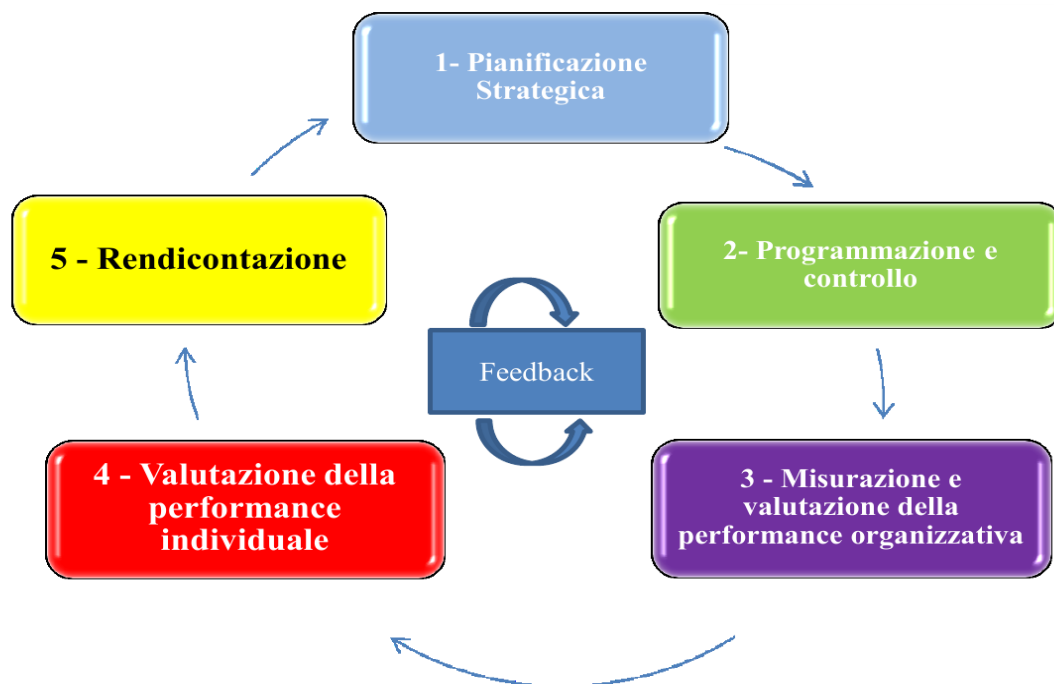 1- Pianificazione
Strategica
2- Programmazione e
controllo
3 - Misurazione e
valutazione della
performance organizzativa
4 - Valutazione della
performance
individuale
5 - Rendicontazione
Feedback